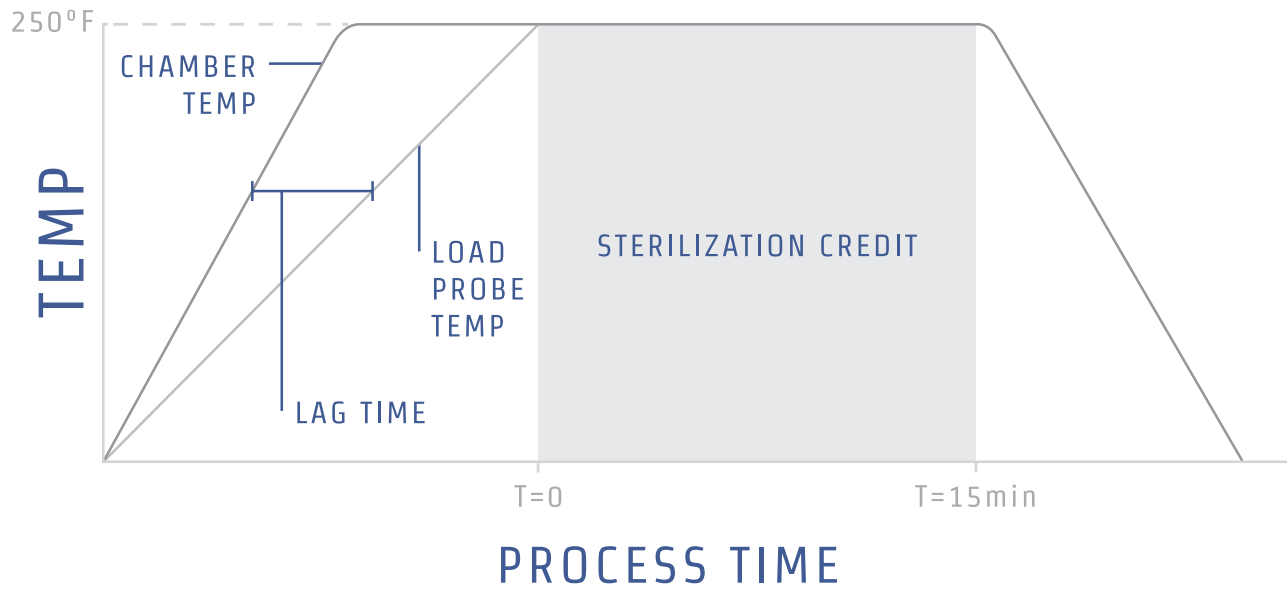 250°F
CHAMBER
TEMP
TEMP
LOAD
PROBE
TEMP
STERILIZATION CREDIT
LAG TIME
T=0
T=15min
PROCESS TIME